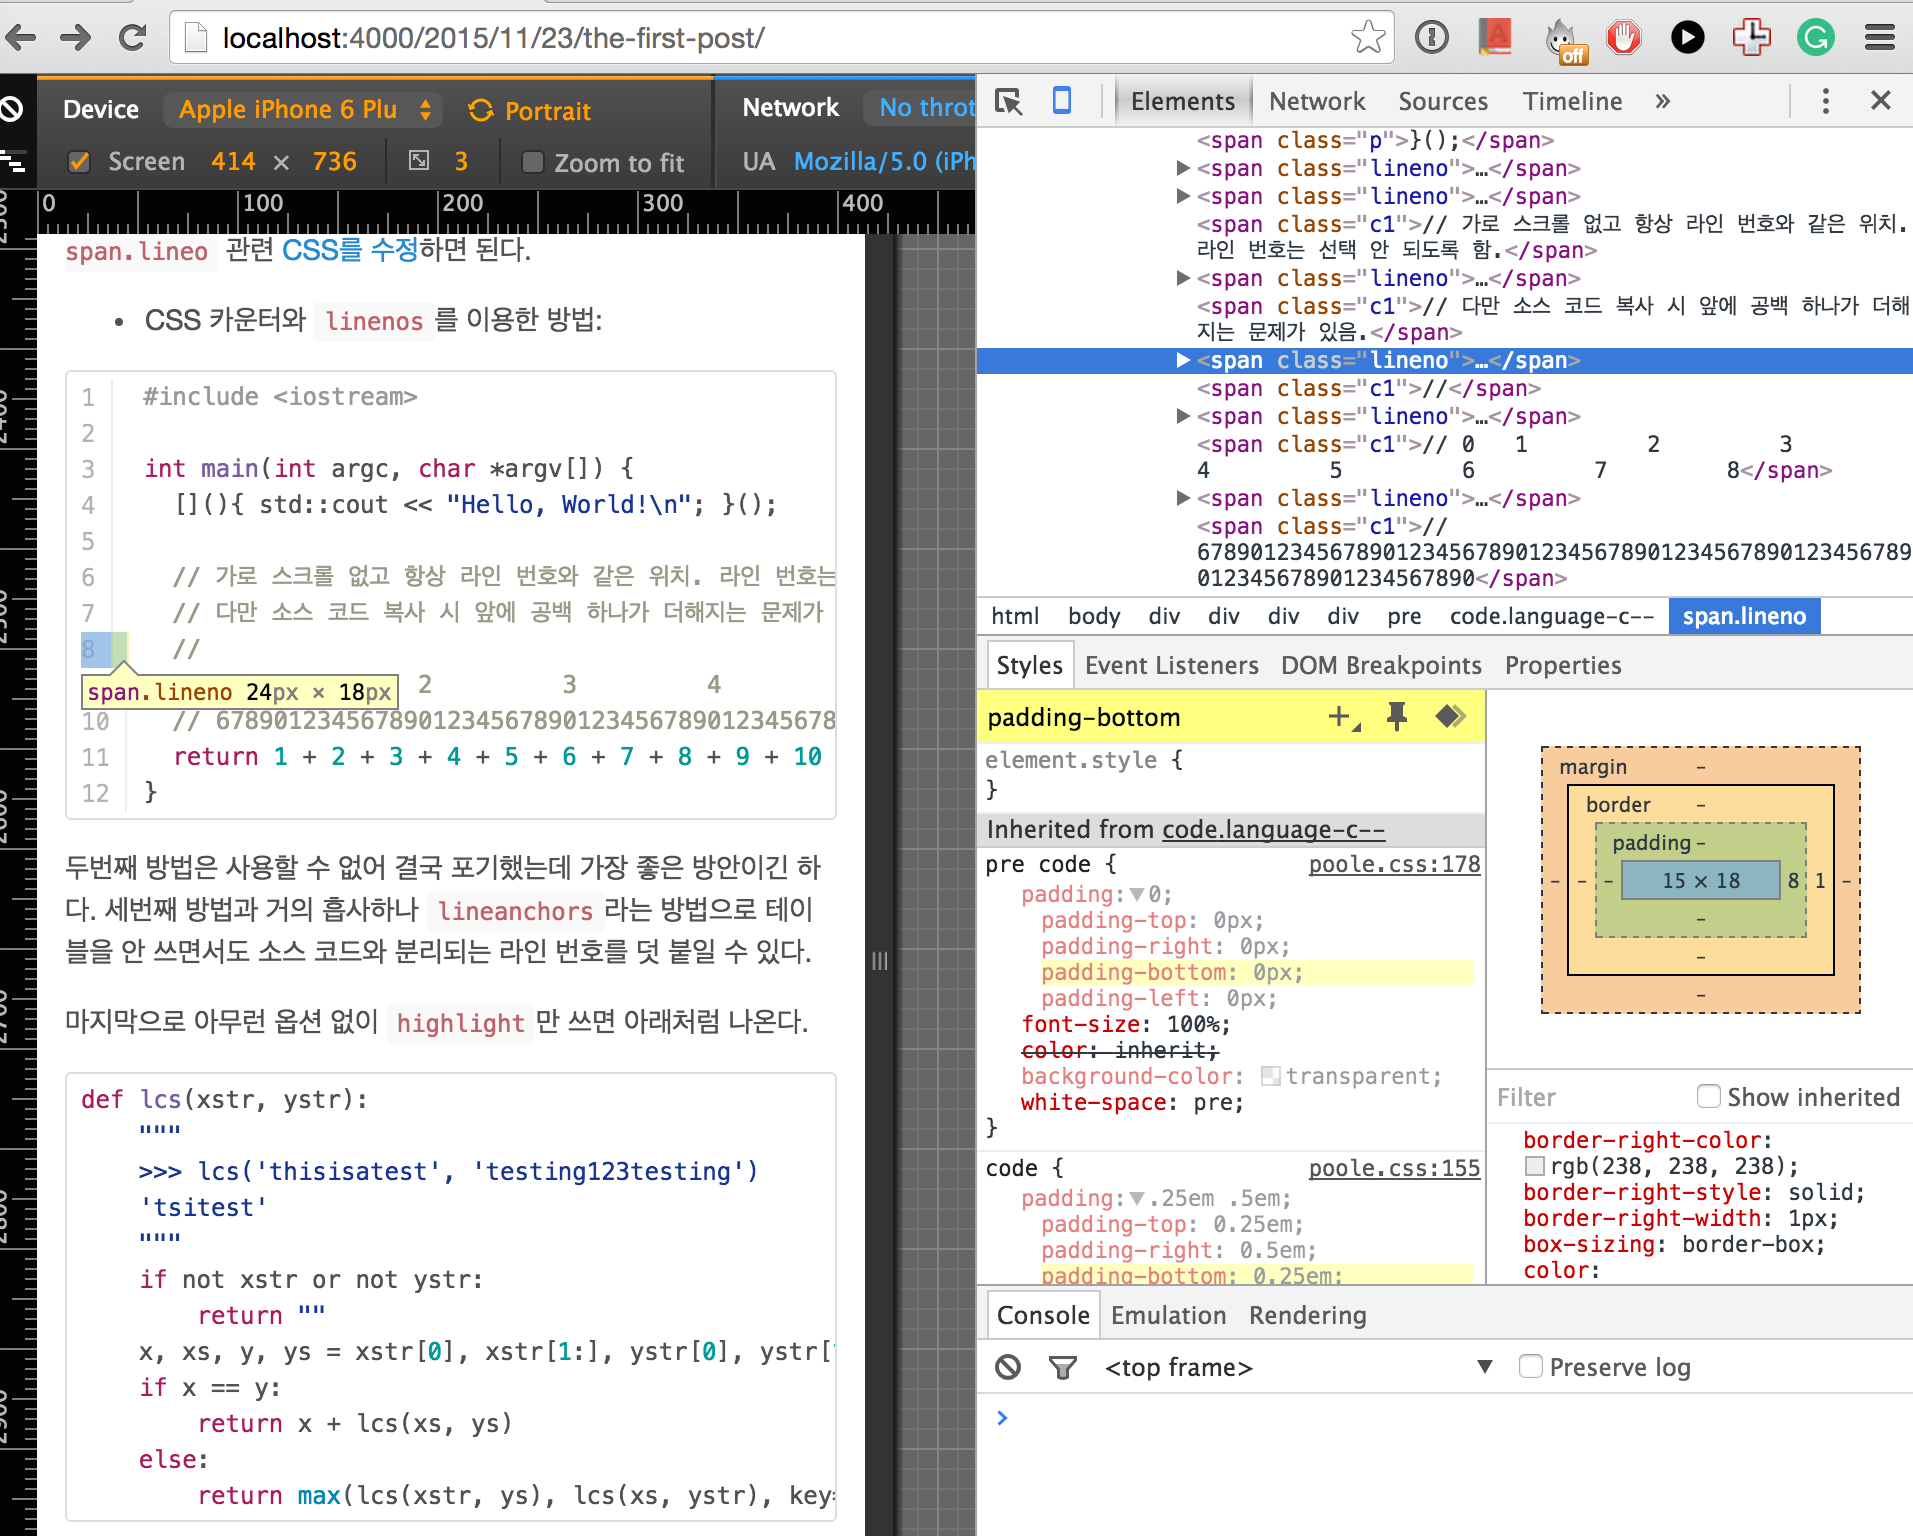 localhost:4000/2015/11/23/the-first-post/
off
Device Apple iPhone 6 Plu Portrait
Network No throt
Screen 414 × 736 3 Zoom to fit
UA Mozilla/5.0 (iPh
0 100 200 300 400
span.lineo 관련 CSS를 수정하면 된다.
• CSS 카운터와 linenos 를 이용한 방법:
1 #include <iostream>
2
3 int main(int argc, char *argv[]) {
4 [](){ std::cout << "Hello, World!\n"; }();
5
6 // 가로 스크롤 없고 항상 라인 번호와 같은 위치. 라인 번호는
7 // 다만 소스 코드 복사 시 앞에 공백 하나가 더해지는 문제가
8 //
span.lineno 24px × 18px 2 3 4
10 // 6789012345678901234567890123456789012345678
11 return 1 + 2 + 3 + 4 + 5 + 6 + 7 + 8 + 9 + 10
12 }
두번째 방법은 사용할 수 없어 결국 포기했는데 가장 좋은 방안이긴 하
다. 세번째 방법과 거의 흡사하나 lineanchors 라는 방법으로 테이
블을 안 쓰면서도 소스 코드와 분리되는 라인 번호를 덧 붙일 수 있다.
마지막으로 아무런 옵션 없이 highlight 만 쓰면 아래처럼 나온다.
def lcs(xstr, ystr):
"""
>>> lcs('thisisatest', 'testing123testing')
'tsitest'
"""
if not xstr or not ystr:
return ""
x, xs, y, ys = xstr[0], xstr[1:], ystr[0], ystr[
if x == y:
return x + lcs(xs, ys)
else:
return max(lcs(xstr, ys), lcs(xs, ystr), key=
Elements Network Sources Timeline »
<span class="p">}();</span>
▶<span class="lineno">…</span>
▶<span class="lineno">…</span>
<span class="c1">// 가로 스크롤 없고 항상 라인 번호와 같은 위치.
라인 번호는 선택 안 되도록 함.</span>
▶<span class="lineno">…</span>
<span class="c1">// 다만 소스 코드 복사 시 앞에 공백 하나가 더해
지는 문제가 있음.</span>
▶<span class="lineno">…</span>
<span class="c1">//</span>
▶<span class="lineno">…</span>
<span class="c1">// 0 1 2 3
4 5 6 7 8</span>
▶<span class="lineno">…</span>
<span class="c1">//
678901234567890123456789012345678901234567890123456789
012345678901234567890</span>
html body div div div div pre code.language-c-- span.lineno
Styles Event Listeners DOM Breakpoints Properties
padding-bottom
element.style {
}
Inherited from code.language-c--
pre code { poole.css:178
padding:▼0;
padding-top: 0px;
padding-right: 0px;
padding-bottom: 0px;
padding-left: 0px;
font-size: 100%;
color: inherit;
background-color: transparent;
white-space: pre;
}
code { poole.css:155
padding:▼.25em .5em;
padding-top: 0.25em;
padding-right: 0.5em;
padding-bottom: 0.25em;
margin -
border -
padding -
- - - 15 × 18 8 1 -
-
-
-
Filter Show inherited
border-right-color:
rgb(238, 238, 238);
border-right-style: solid;
border-right-width: 1px;
box-sizing: border-box;
color:
Console Emulation Rendering
<top frame> ▼ Preserve log
>